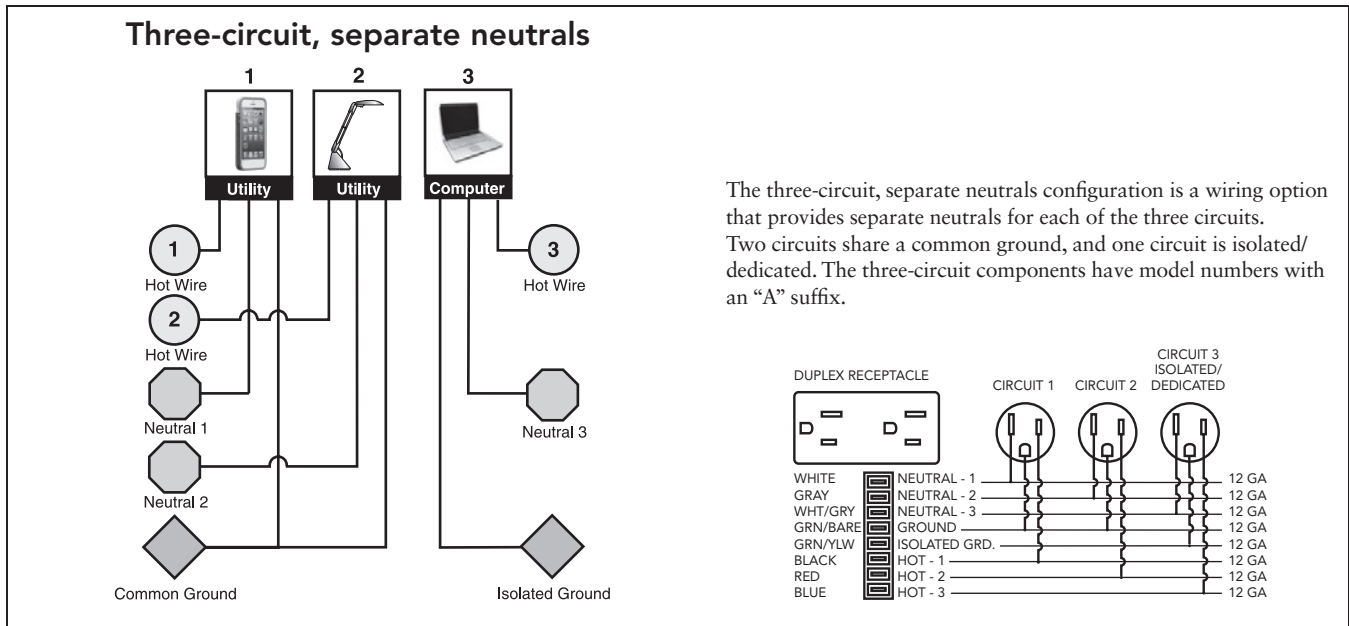 Three-circuit, separate neutrals
1 2 3
Utility Utility Computer
1
Hot Wire
3
Hot Wire
2
Hot Wire
Neutral 1
Neutral 3
Neutral 2
Common Ground
Isolated Ground
The three-circuit, separate neutrals configuration is a wiring option
that provides separate neutrals for each of the three circuits.
Two circuits share a common ground, and one circuit is isolated/
dedicated. The three-circuit components have model numbers with
an “A” suffix.
DUPLEX RECEPTACLE
CIRCUIT 1
CIRCUIT 2
CIRCUIT 3
ISOLATED/
DEDICATED
WHITE NEUTRAL - 1 12 GA
GRAY NEUTRAL - 2 12 GA
WHT/GRY NEUTRAL - 3 12 GA
GRN/BARE GROUND 12 GA
GRN/YLW ISOLATED GRD. 12 GA
BLACK HOT - 1 12 GA
RED HOT - 2 12 GA
BLUE HOT - 3 12 GA